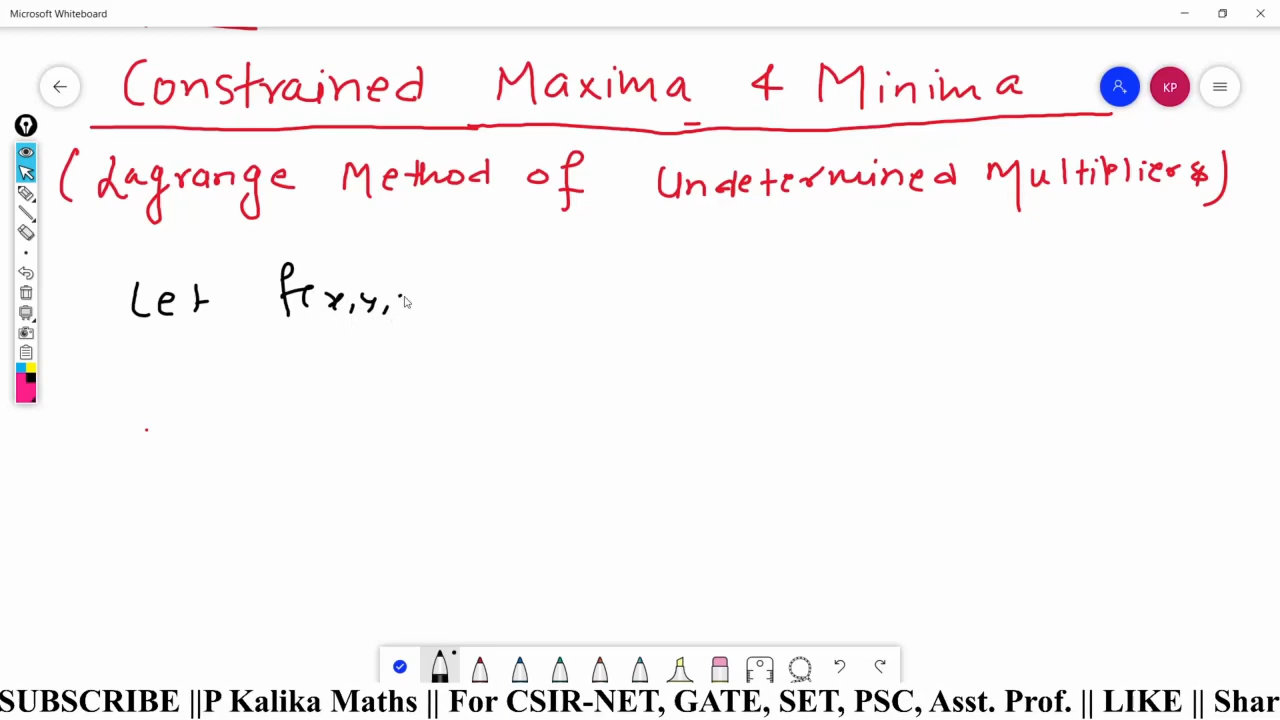 Microsoft Whiteboard
Constrained Maxima & Minima
KP
(Lagrange Method of Undetermined Multipliers)
Let f(x,y,
SUBSCRIBE ||P Kalika Maths || For CSIR-NET, GATE, SET, PSC, Asst. Prof. || LIKE || Shar